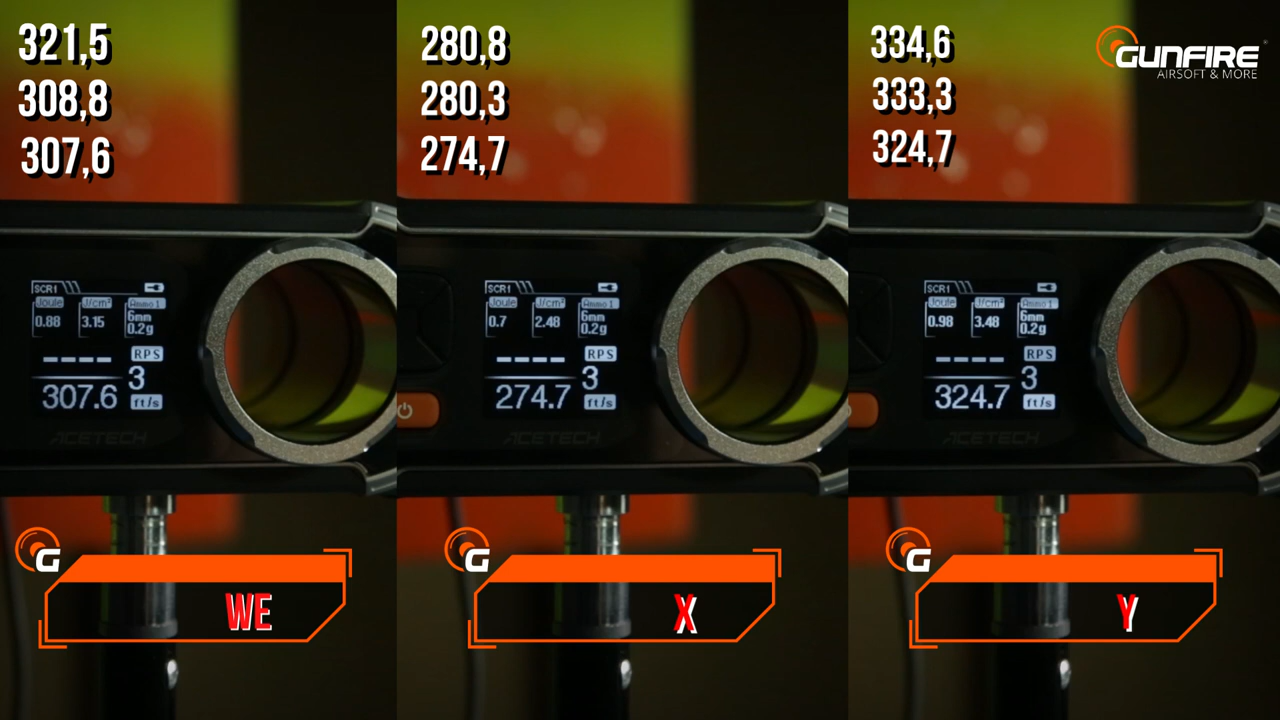 321,5
308,8
307,6
280,8
280,3
274,7
334,6
333,3
324,7
GUNFIRE
AIRSOFT & MORE
SCR1
Joule J/cm² Ammo 1
0.88 3.15 6mm
0.2g
---- RPS
3
307.6 ft/s
ACETECH
SCR1
Joule J/cm² Ammo 1
0.7 2.48 6mm
0.2g
---- RPS
3
274.7 ft/s
ACETECH
SCR1
Joule J/cm² Ammo 1
0.98 3.48 6mm
0.2g
---- RPS
3
324.7 ft/s
ACETECH
G
WE
G
X
G
Y